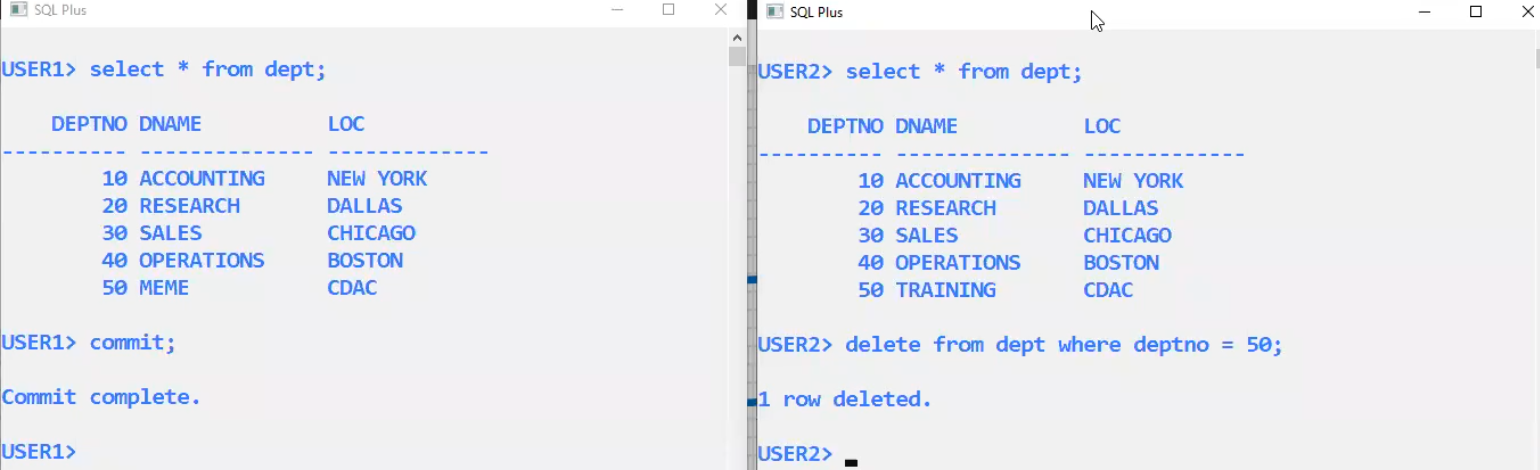 SQL Plus
USER1> select * from dept;
DEPTNO DNAME          LOC
---------- -------------- -------------
10 ACCOUNTING     NEW YORK
20 RESEARCH       DALLAS
30 SALES          CHICAGO
40 OPERATIONS     BOSTON
50 MEME           CDAC
USER1> commit;
Commit complete.
USER1>
SQL Plus
USER2> select * from dept;
DEPTNO DNAME          LOC
---------- -------------- -------------
10 ACCOUNTING     NEW YORK
20 RESEARCH       DALLAS
30 SALES          CHICAGO
40 OPERATIONS     BOSTON
50 TRAINING       CDAC
USER2> delete from dept where deptno = 50;
1 row deleted.
USER2>